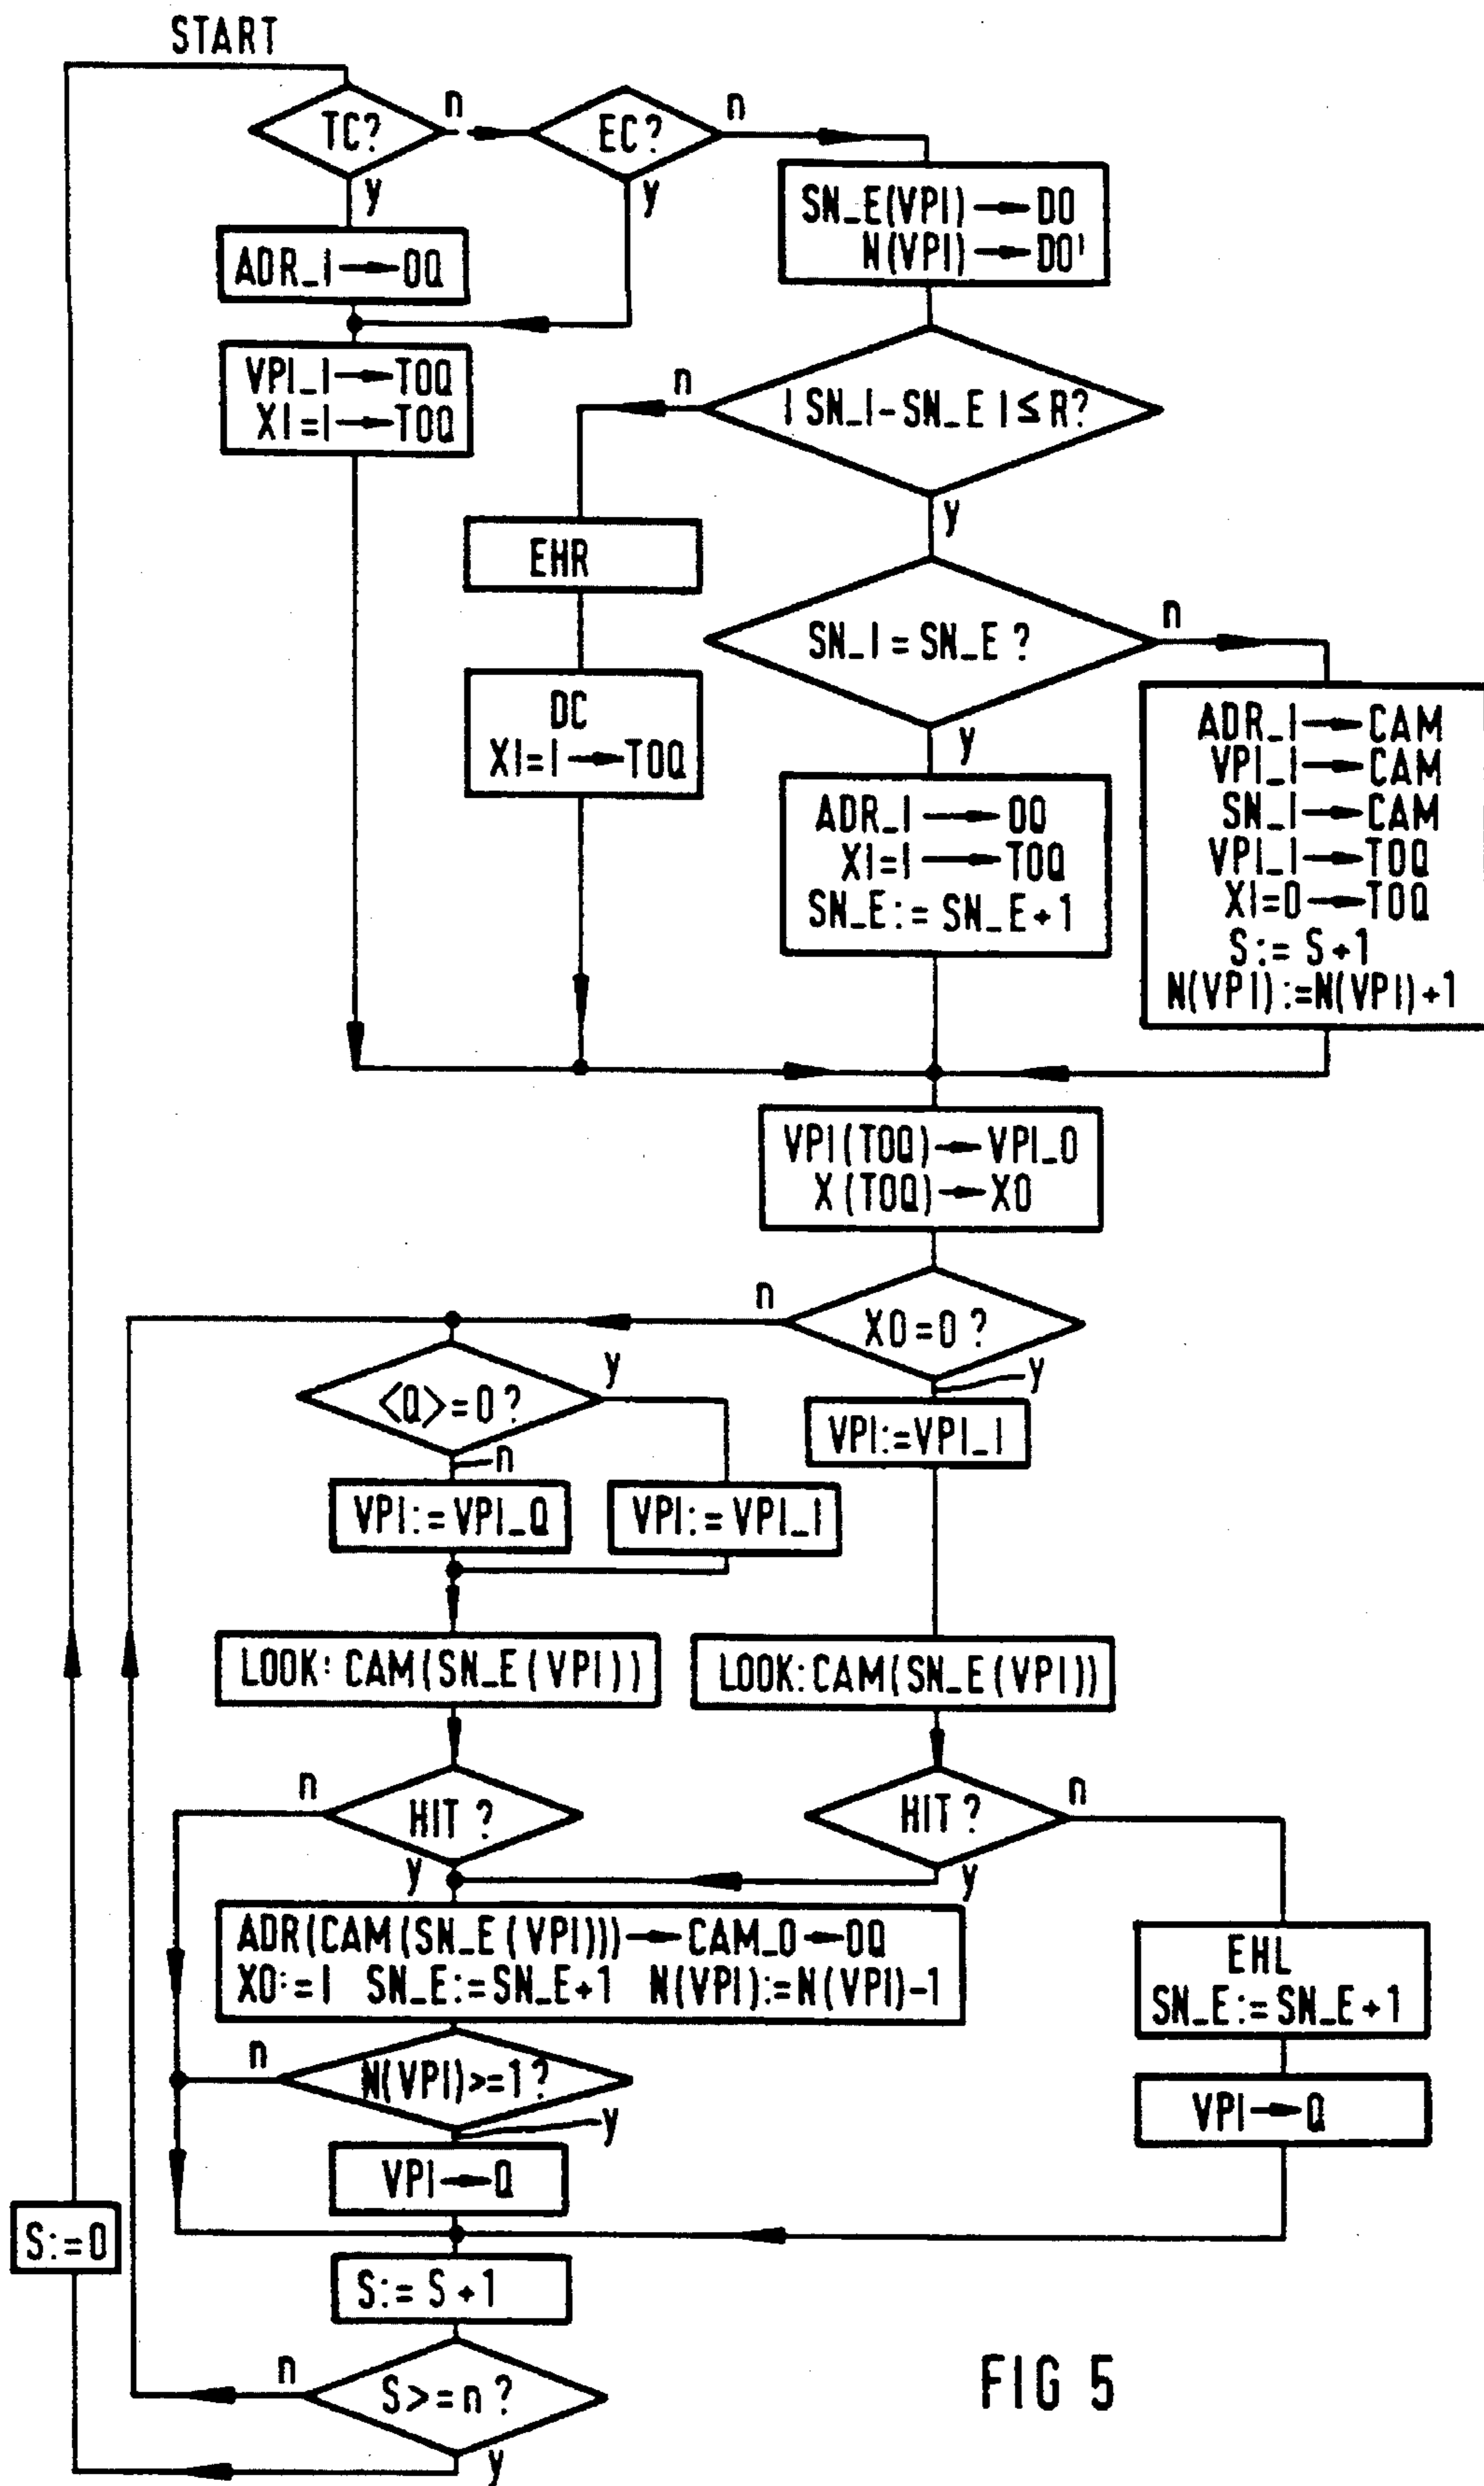 START
TC?
n
EC?
n
y
y
ADR_I → OQ
SN_E(VPI) → DO
N(VPI) → DO'
VPI_I → TOQ
XI=I → TOQ
n
| SN_I - SN_E | ≤ R?
y
EHR
SN_I = SN_E ?
n
DC
XI=I → TOQ
y
ADR_I → OQ
XI=I → TOQ
SN_E:= SN_E+1
ADR_I → CAM
VPI_I → CAM
SN_I → CAM
VPI_I → TOQ
XI=0 → TOQ
S:= S+1
N(VPI):=N(VPI)+1
VPI(TOQ) → VPI_O
X(TOQ) → XO
n
XO=0 ?
y
<Q>=0?
y
n
VPI:=VPI_I
VPI:=VPI_Q
VPI:=VPI_I
LOOK: CAM(SN_E(VPI))
LOOK:CAM(SN_E(VPI))
n
HIT ?
y
HIT ?
n
y
ADR(CAM(SN_E(VPI))) → CAM_O → OQ
XO:=I SN_E:=SN_E+1 N(VPI):=N(VPI)-1
EHL
SN_E:=SN_E+1
n
N(VPI)>=1?
y
VPI → Q
VPI → Q
S:=0
S:= S+1
n
S>=n ?
y
FIG 5